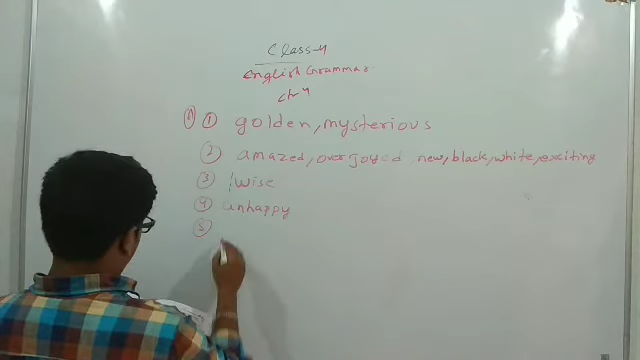 Class-4
English Grammar
ch 4
A) ① golden, mysterious
② amazed, overjoyed new, black, white, exciting
③ wise
④ unhappy
⑤